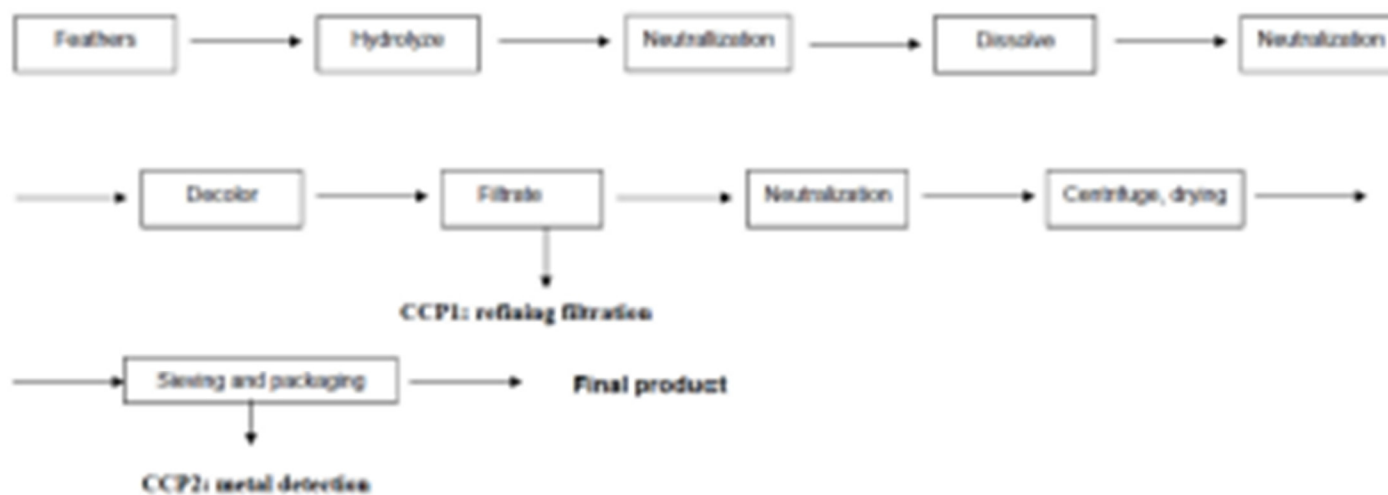 Feathers
Hydrolyze
Neutralization
Dissolve
Neutralization
Decolor
Filtrate
Neutralization
Centrifuge, drying
CCP1: refining filtration
Sieving and packaging
Final product
CCP2: metal detection